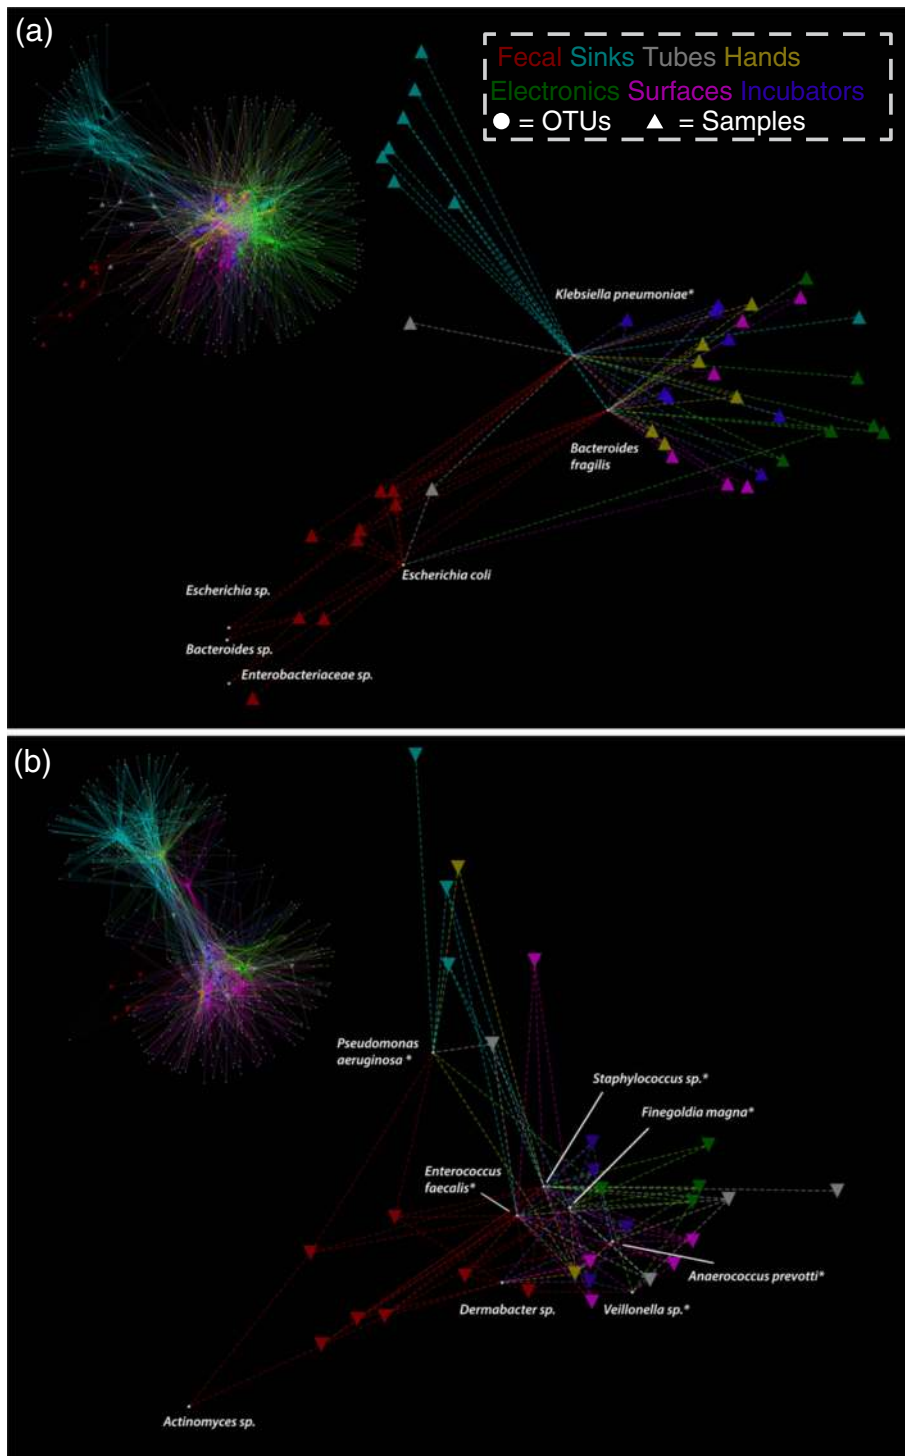 (a)
Fecal Sinks Tubes Hands
Electronics Surfaces Incubators
= OTUs = Samples
Klebsiella pneumoniae*
Bacteroides
fragilis
Escherichia coli
Escherichia sp.
Bacteroides sp.
Enterobacteriaceae sp.
(b)
Pseudomonas
aeruginosa *
Staphylococcus sp.*
Finegoldia magna*
Enterococcus
faecalis*
Anaerococcus prevotti*
Dermabacter sp.
Veillonella sp.*
Actinomyces sp.